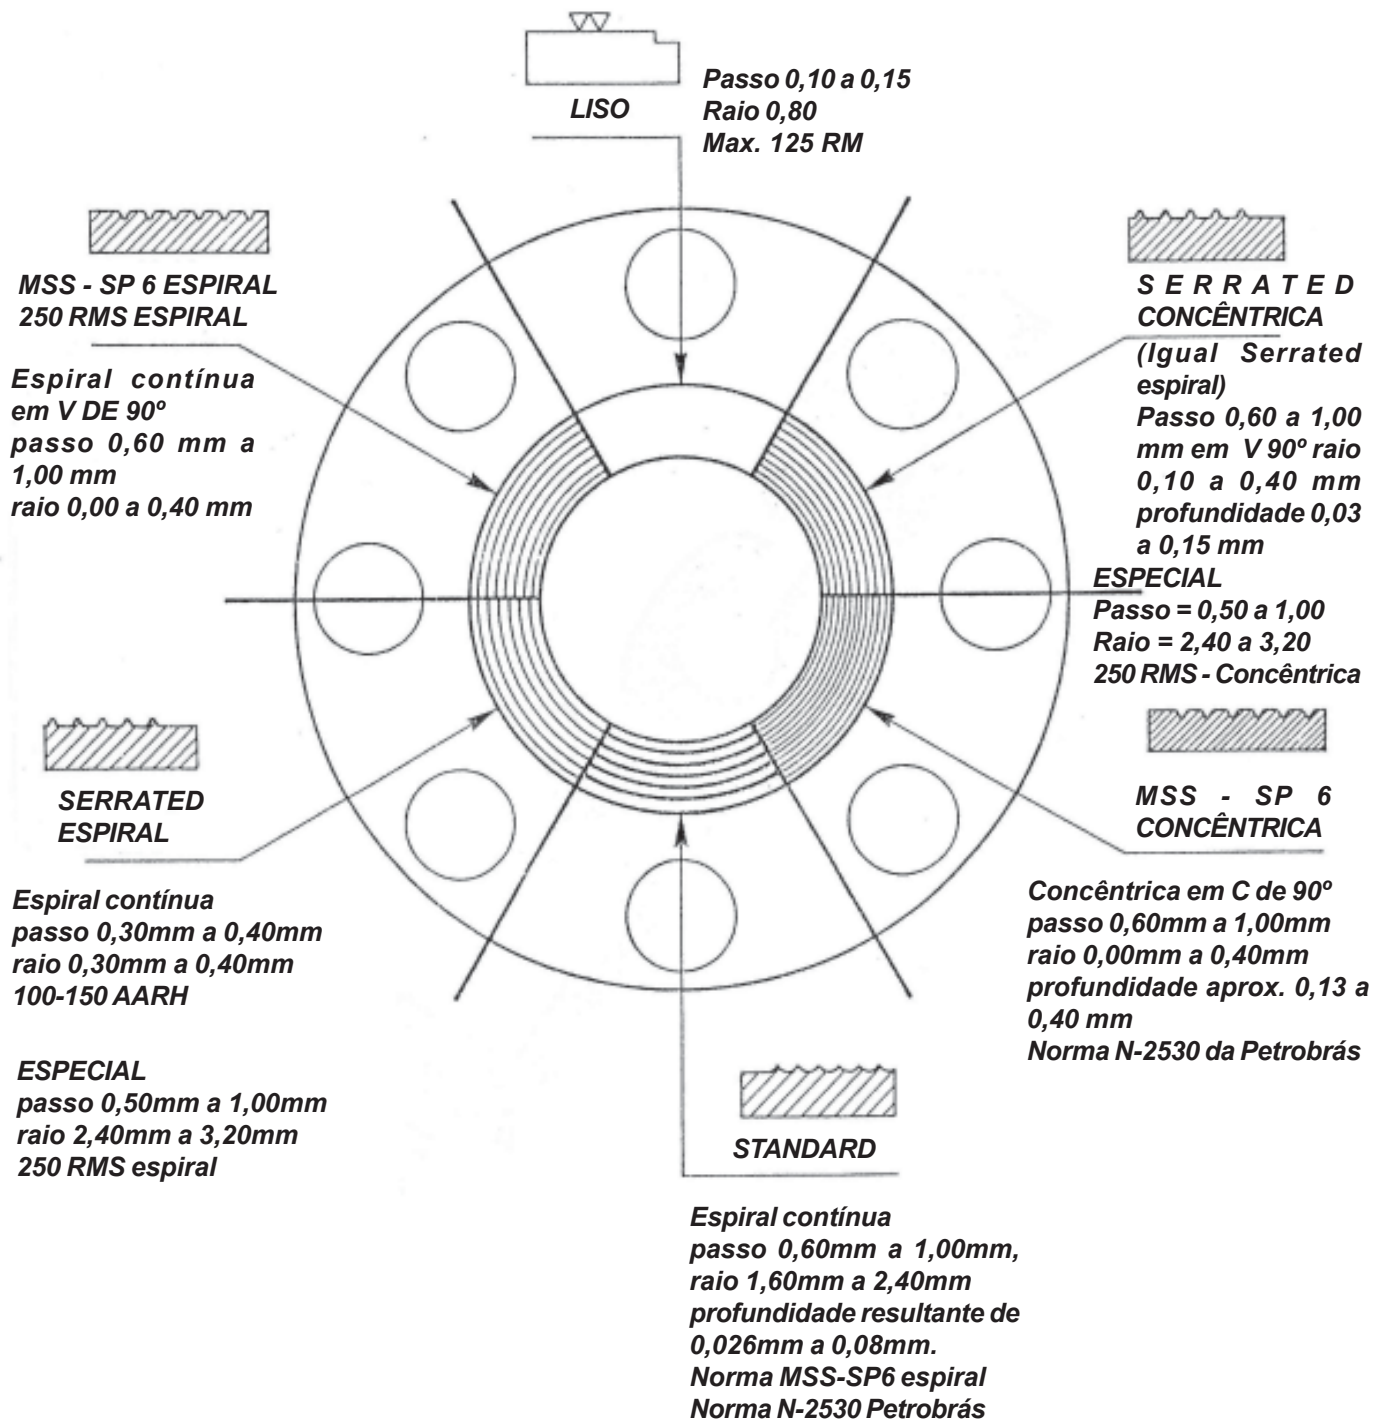 LISO
Passo 0,10 a 0,15
Raio 0,80
Max. 125 RM
MSS - SP 6 ESPIRAL
250 RMS ESPIRAL
Espiral contínua
em V DE 90º
passo 0,60 mm a
1,00 mm
raio 0,00 a 0,40 mm
SERRATED
CONCÊNTRICA
(Igual Serrated
espiral)
Passo 0,60 a 1,00
mm em V 90º raio
0,10 a 0,40 mm
profundidade 0,03
a 0,15 mm
ESPECIAL
Passo = 0,50 a 1,00
Raio = 2,40 a 3,20
250 RMS - Concêntrica
SERRATED
ESPIRAL
Espiral contínua
passo 0,30mm a 0,40mm
raio 0,30mm a 0,40mm
100-150 AARH
ESPECIAL
passo 0,50mm a 1,00mm
raio 2,40mm a 3,20mm
250 RMS espiral
MSS - SP 6
CONCÊNTRICA
Concêntrica em C de 90º
passo 0,60mm a 1,00mm
raio 0,00mm a 0,40mm
profundidade aprox. 0,13 a
0,40 mm
Norma N-2530 da Petrobrás
STANDARD
Espiral contínua
passo 0,60mm a 1,00mm,
raio 1,60mm a 2,40mm
profundidade resultante de
0,026mm a 0,08mm.
Norma MSS-SP6 espiral
Norma N-2530 Petrobrás